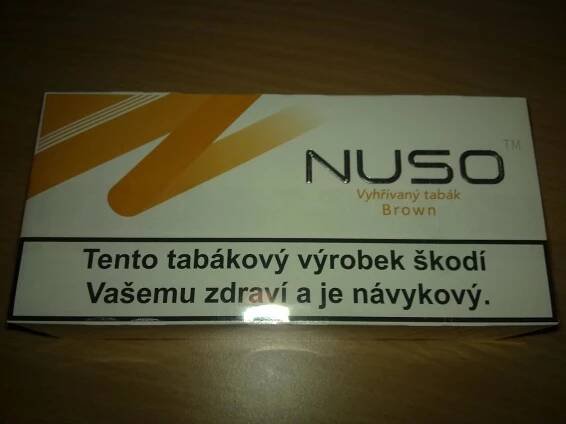 NUSO™
Vyhřívaný tabák
Brown
Tento tabákový výrobek škodí
Vašemu zdraví a je návykový.